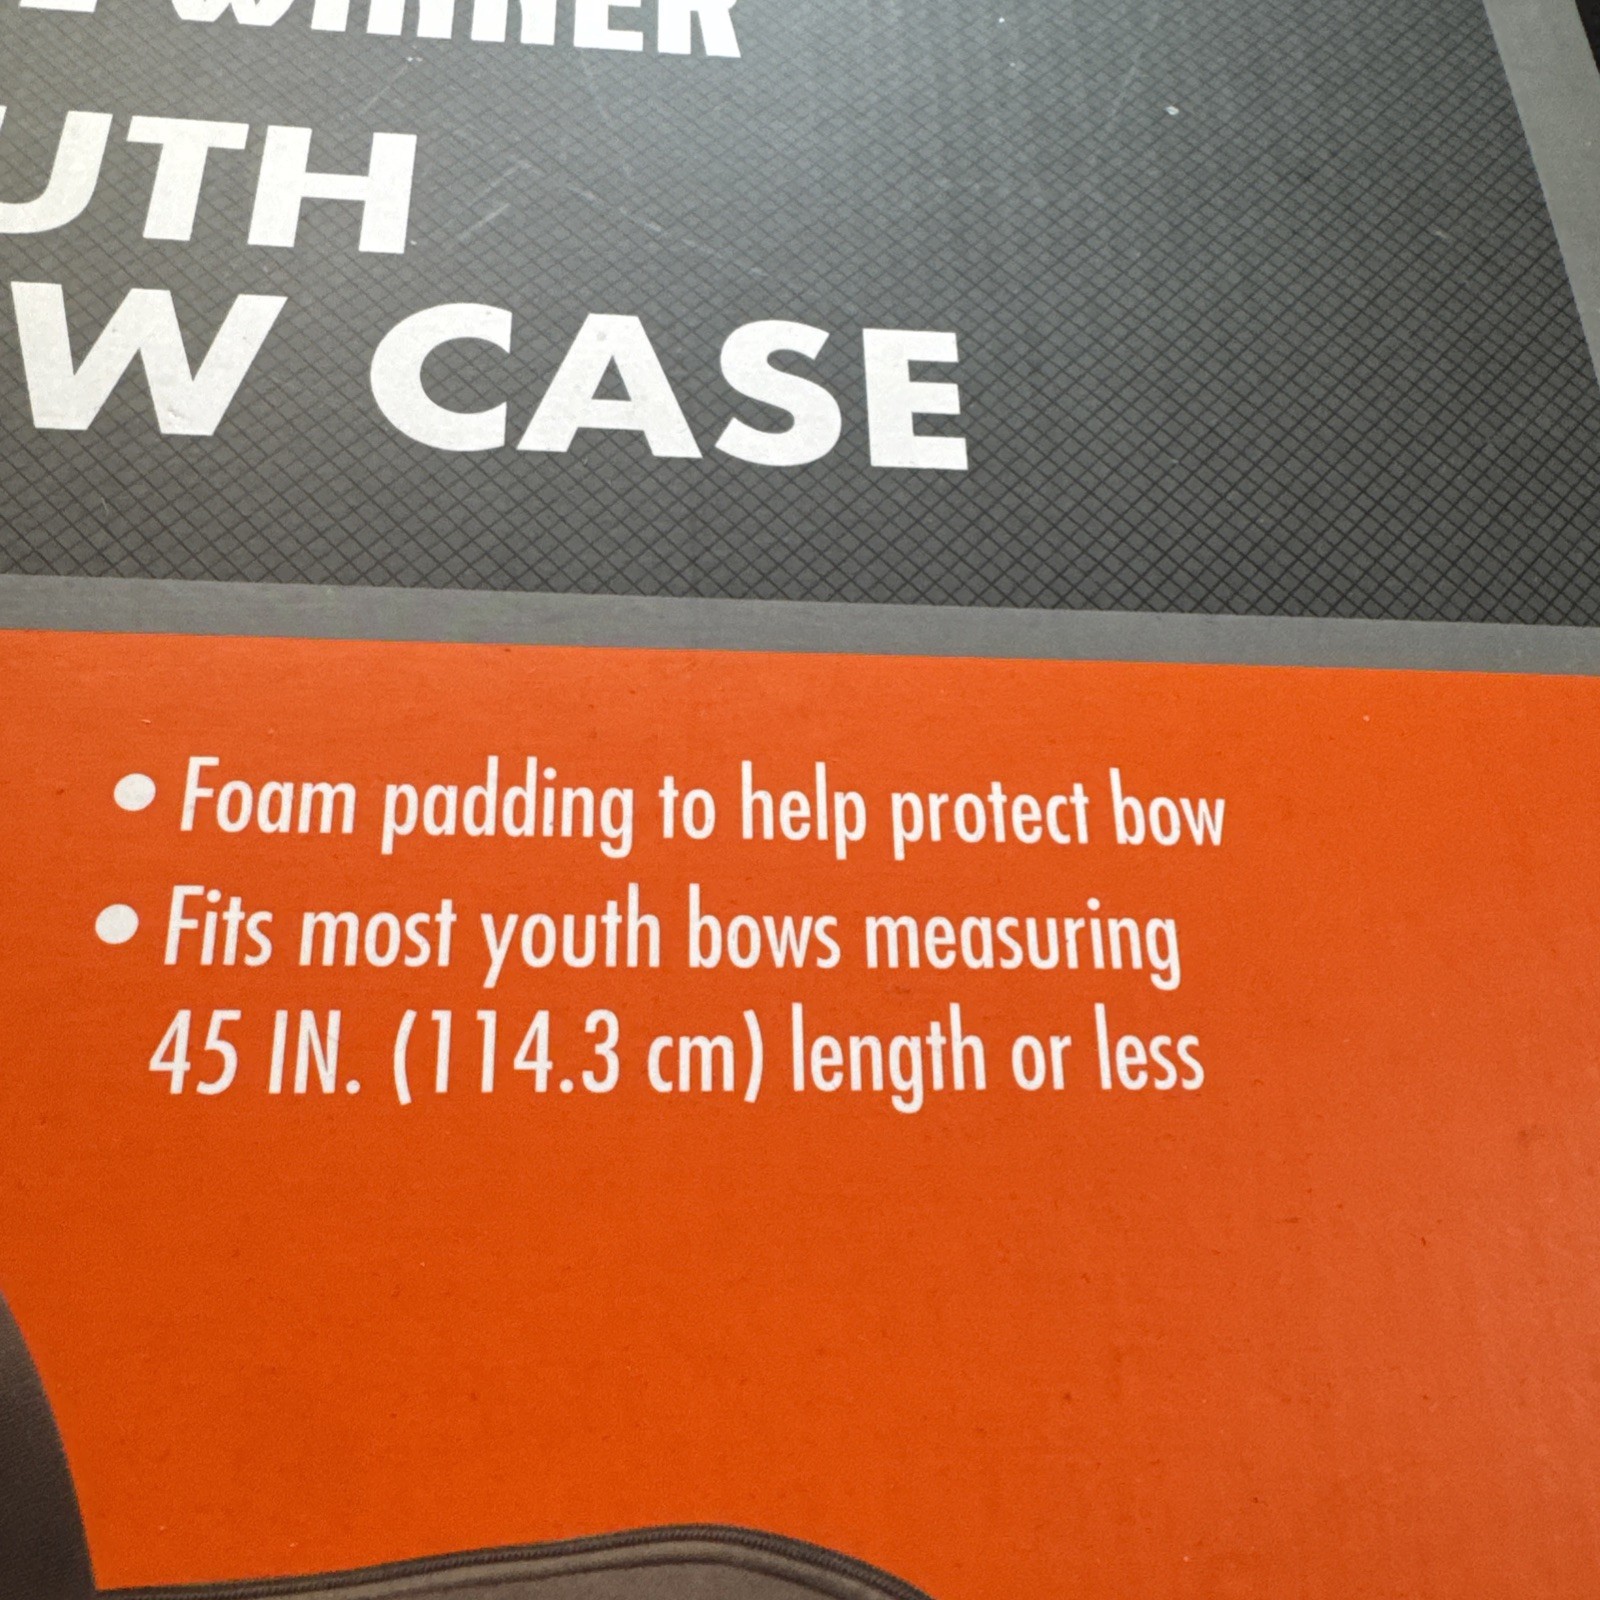 WINNER
UTH
W CASE
• Foam padding to help protect bow
• Fits most youth bows measuring
45 IN. (114.3 cm) length or less